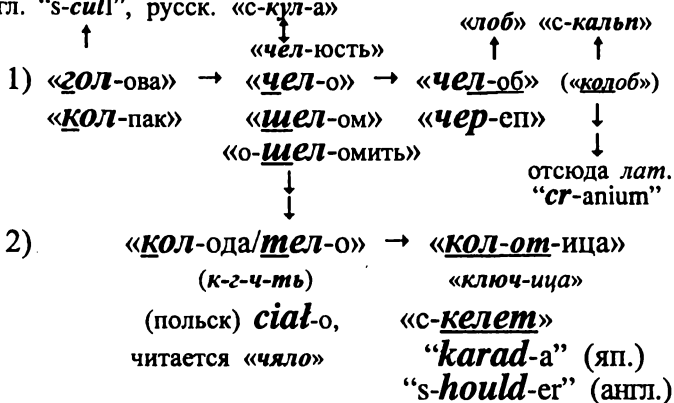 гл. "s-cull", русск. «с-кул-а»
«лоб» «с-кальп»
↑ ↕ «чел-юсть» ↑ ↑
1) «гол-ова» → «чел-о» → «чел-об» («колоб»)
«кол-пак» «шел-ом» «чер-еп» ↓
«о-шел-омить» ↓
отсюда лат.
↓ "cr-anium"
↓
2) «кол-ода/тел-о» → «кол-от-ица»
(к-г-ч-ть) «ключ-ица»
(польск) ciał-о, «с-келет»
читается «чяло» "karad-a" (яп.)
"s-hould-er" (англ.)